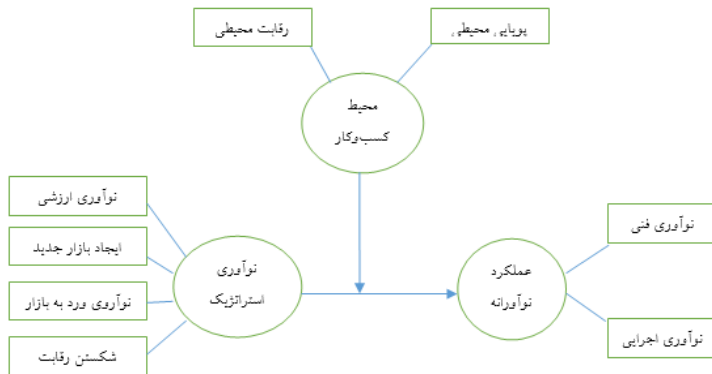 پویایی محیطی
رقابت محیطی
محیط
کسب‌وکار
نوآوری ارزشی
ایجاد بازار جدید
نوآروی ورد به بازار
شکستن رقابت
نوآوری
استراتژیک
عملکرد
نوآورانه
نوآوری فنی
نوآوری اجرایی